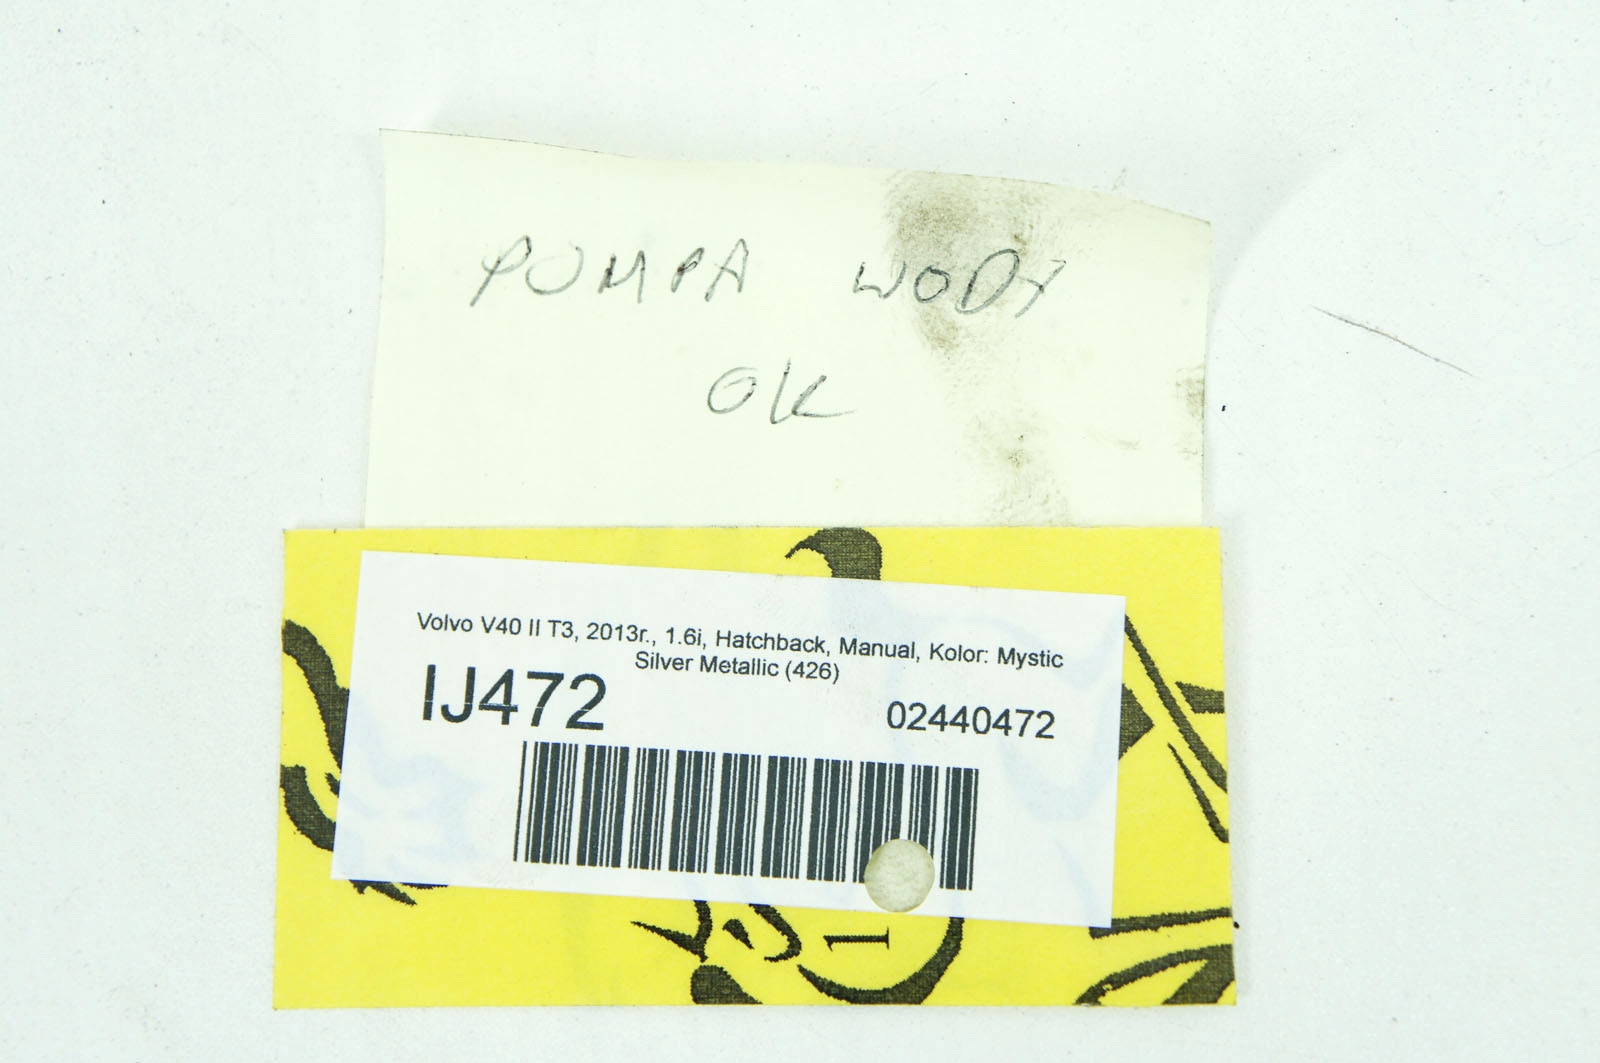 POMPA WODY
OK
Volvo V40 II T3, 2013r., 1.6i, Hatchback, Manual, Kolor: Mystic
Silver Metallic (426)
IJ472
02440472
1